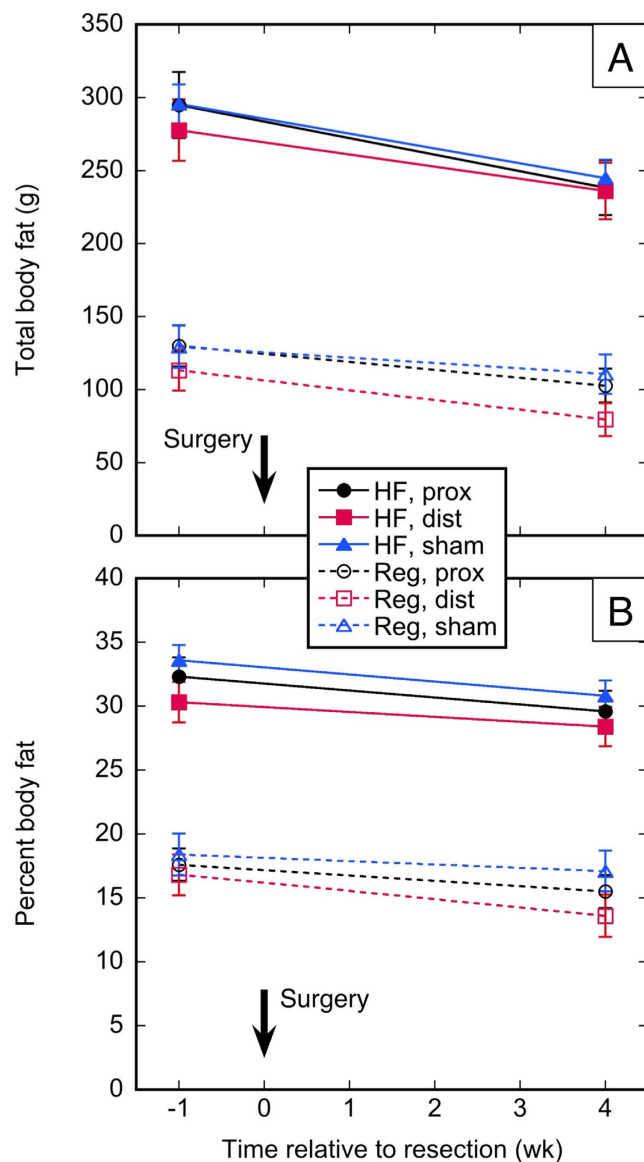 A
350
300
250
200
150
100
50
0
Total body fat (g)
Surgery
HF, prox
HF, dist
HF, sham
Reg, prox
Reg, dist
Reg, sham
B
40
35
30
25
20
15
10
5
0
Percent body fat
Surgery
-1 0 1 2 3 4
Time relative to resection (wk)